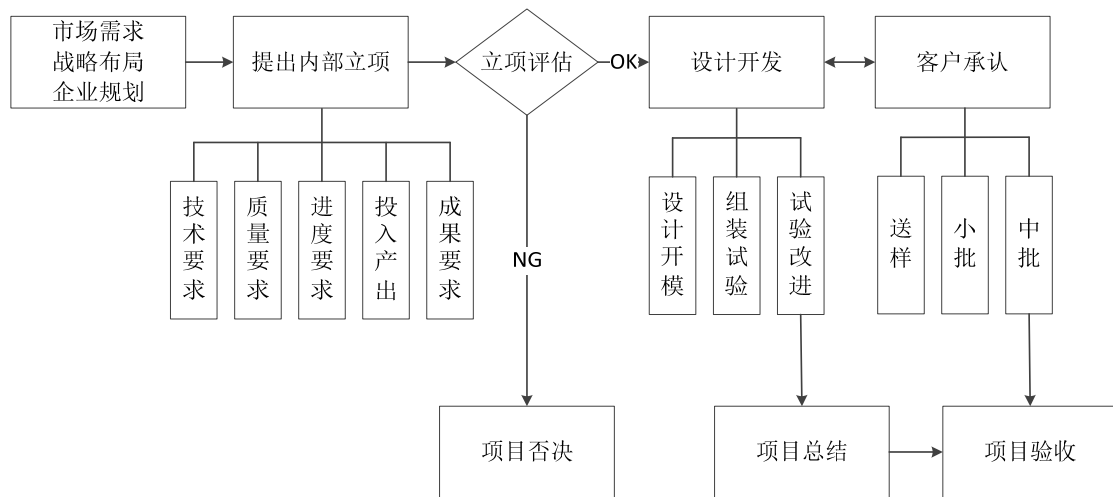 市场需求
战略布局
企业规划
提出内部立项
立项评估
OK
设计开发
客户承认
技术要求
质量要求
进度要求
投入产出
成果要求
NG
设计开模
组装试验
试验改进
送样
小批
中批
项目否决
项目总结
项目验收